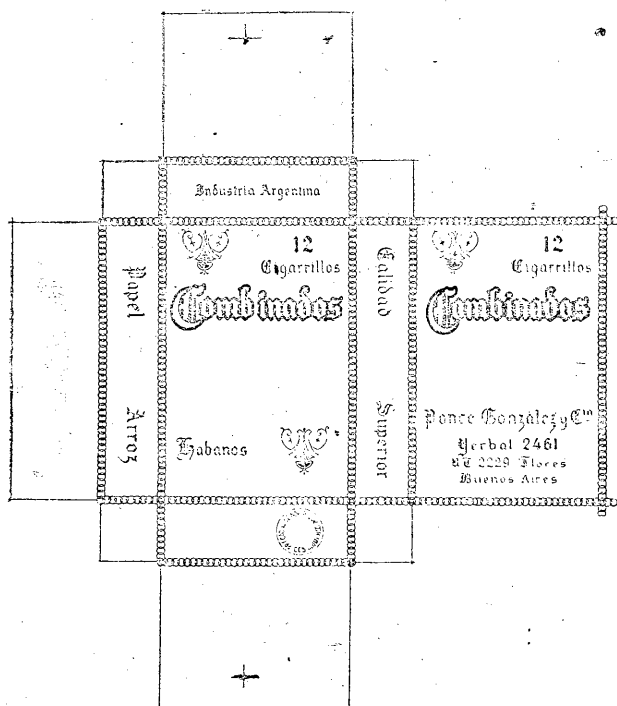 Industria Argentina
12
Cigarrillos
Combinados
Habanos
Papel Arroz
Calidad Superior
12
Cigarrillos
Combinados
Ponce González y Cía
Yerbal 2461
UT 2229 Flores
Buenos Aires